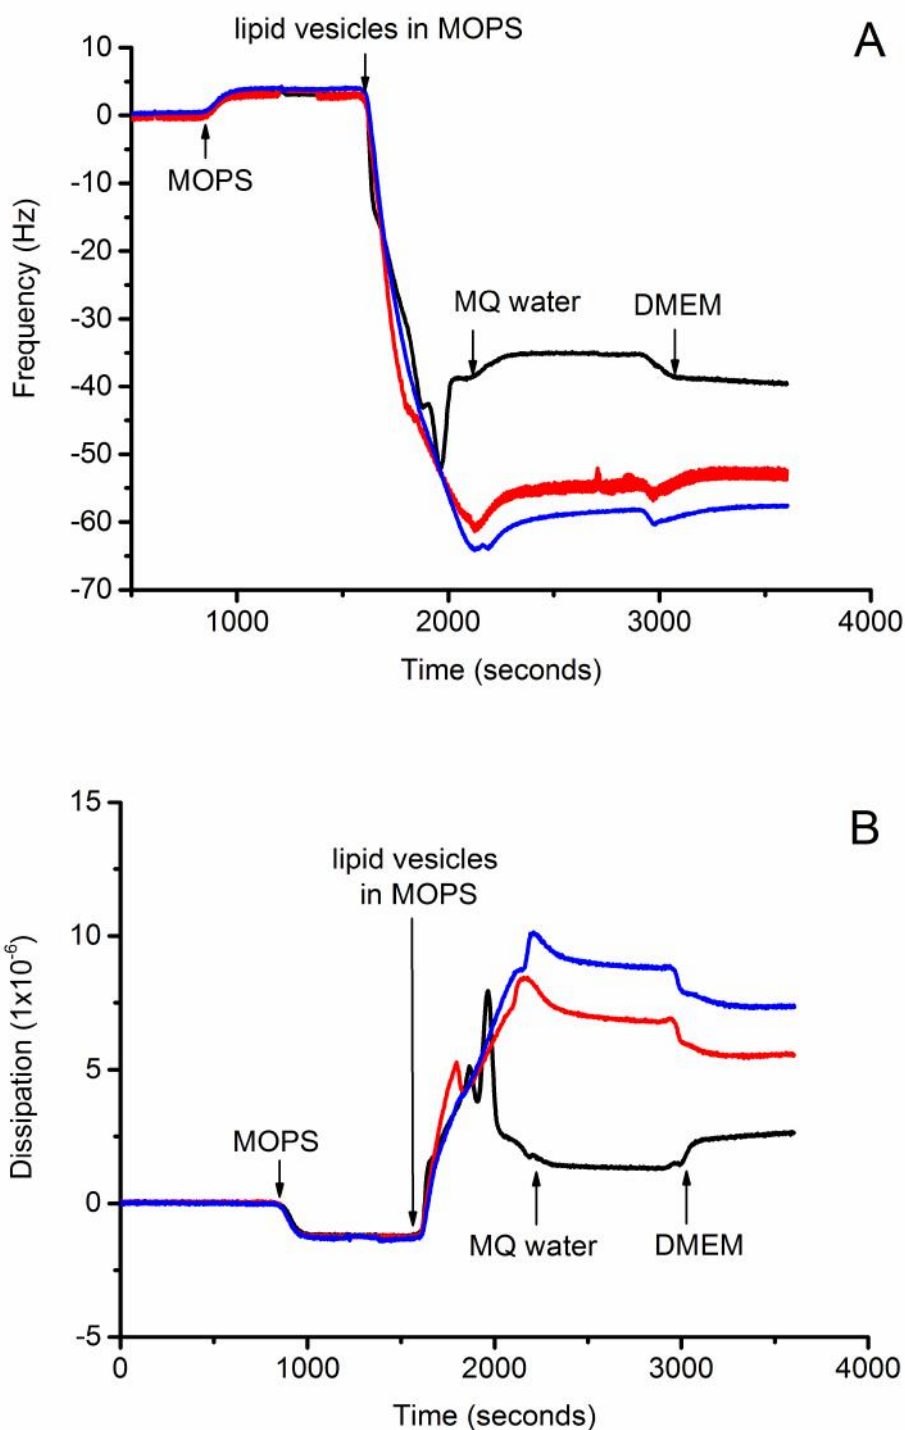 lipid vesicles in MOPS
A
10
0
-10
-20
-30
-40
-50
-60
-70
MOPS
MQ water
DMEM
Frequency (Hz)
1000
2000
3000
4000
Time (seconds)
B
15
10
5
0
-5
lipid vesicles
in MOPS
MOPS
MQ water
DMEM
Dissipation (1x10⁻⁶)
0
1000
2000
3000
4000
Time (seconds)